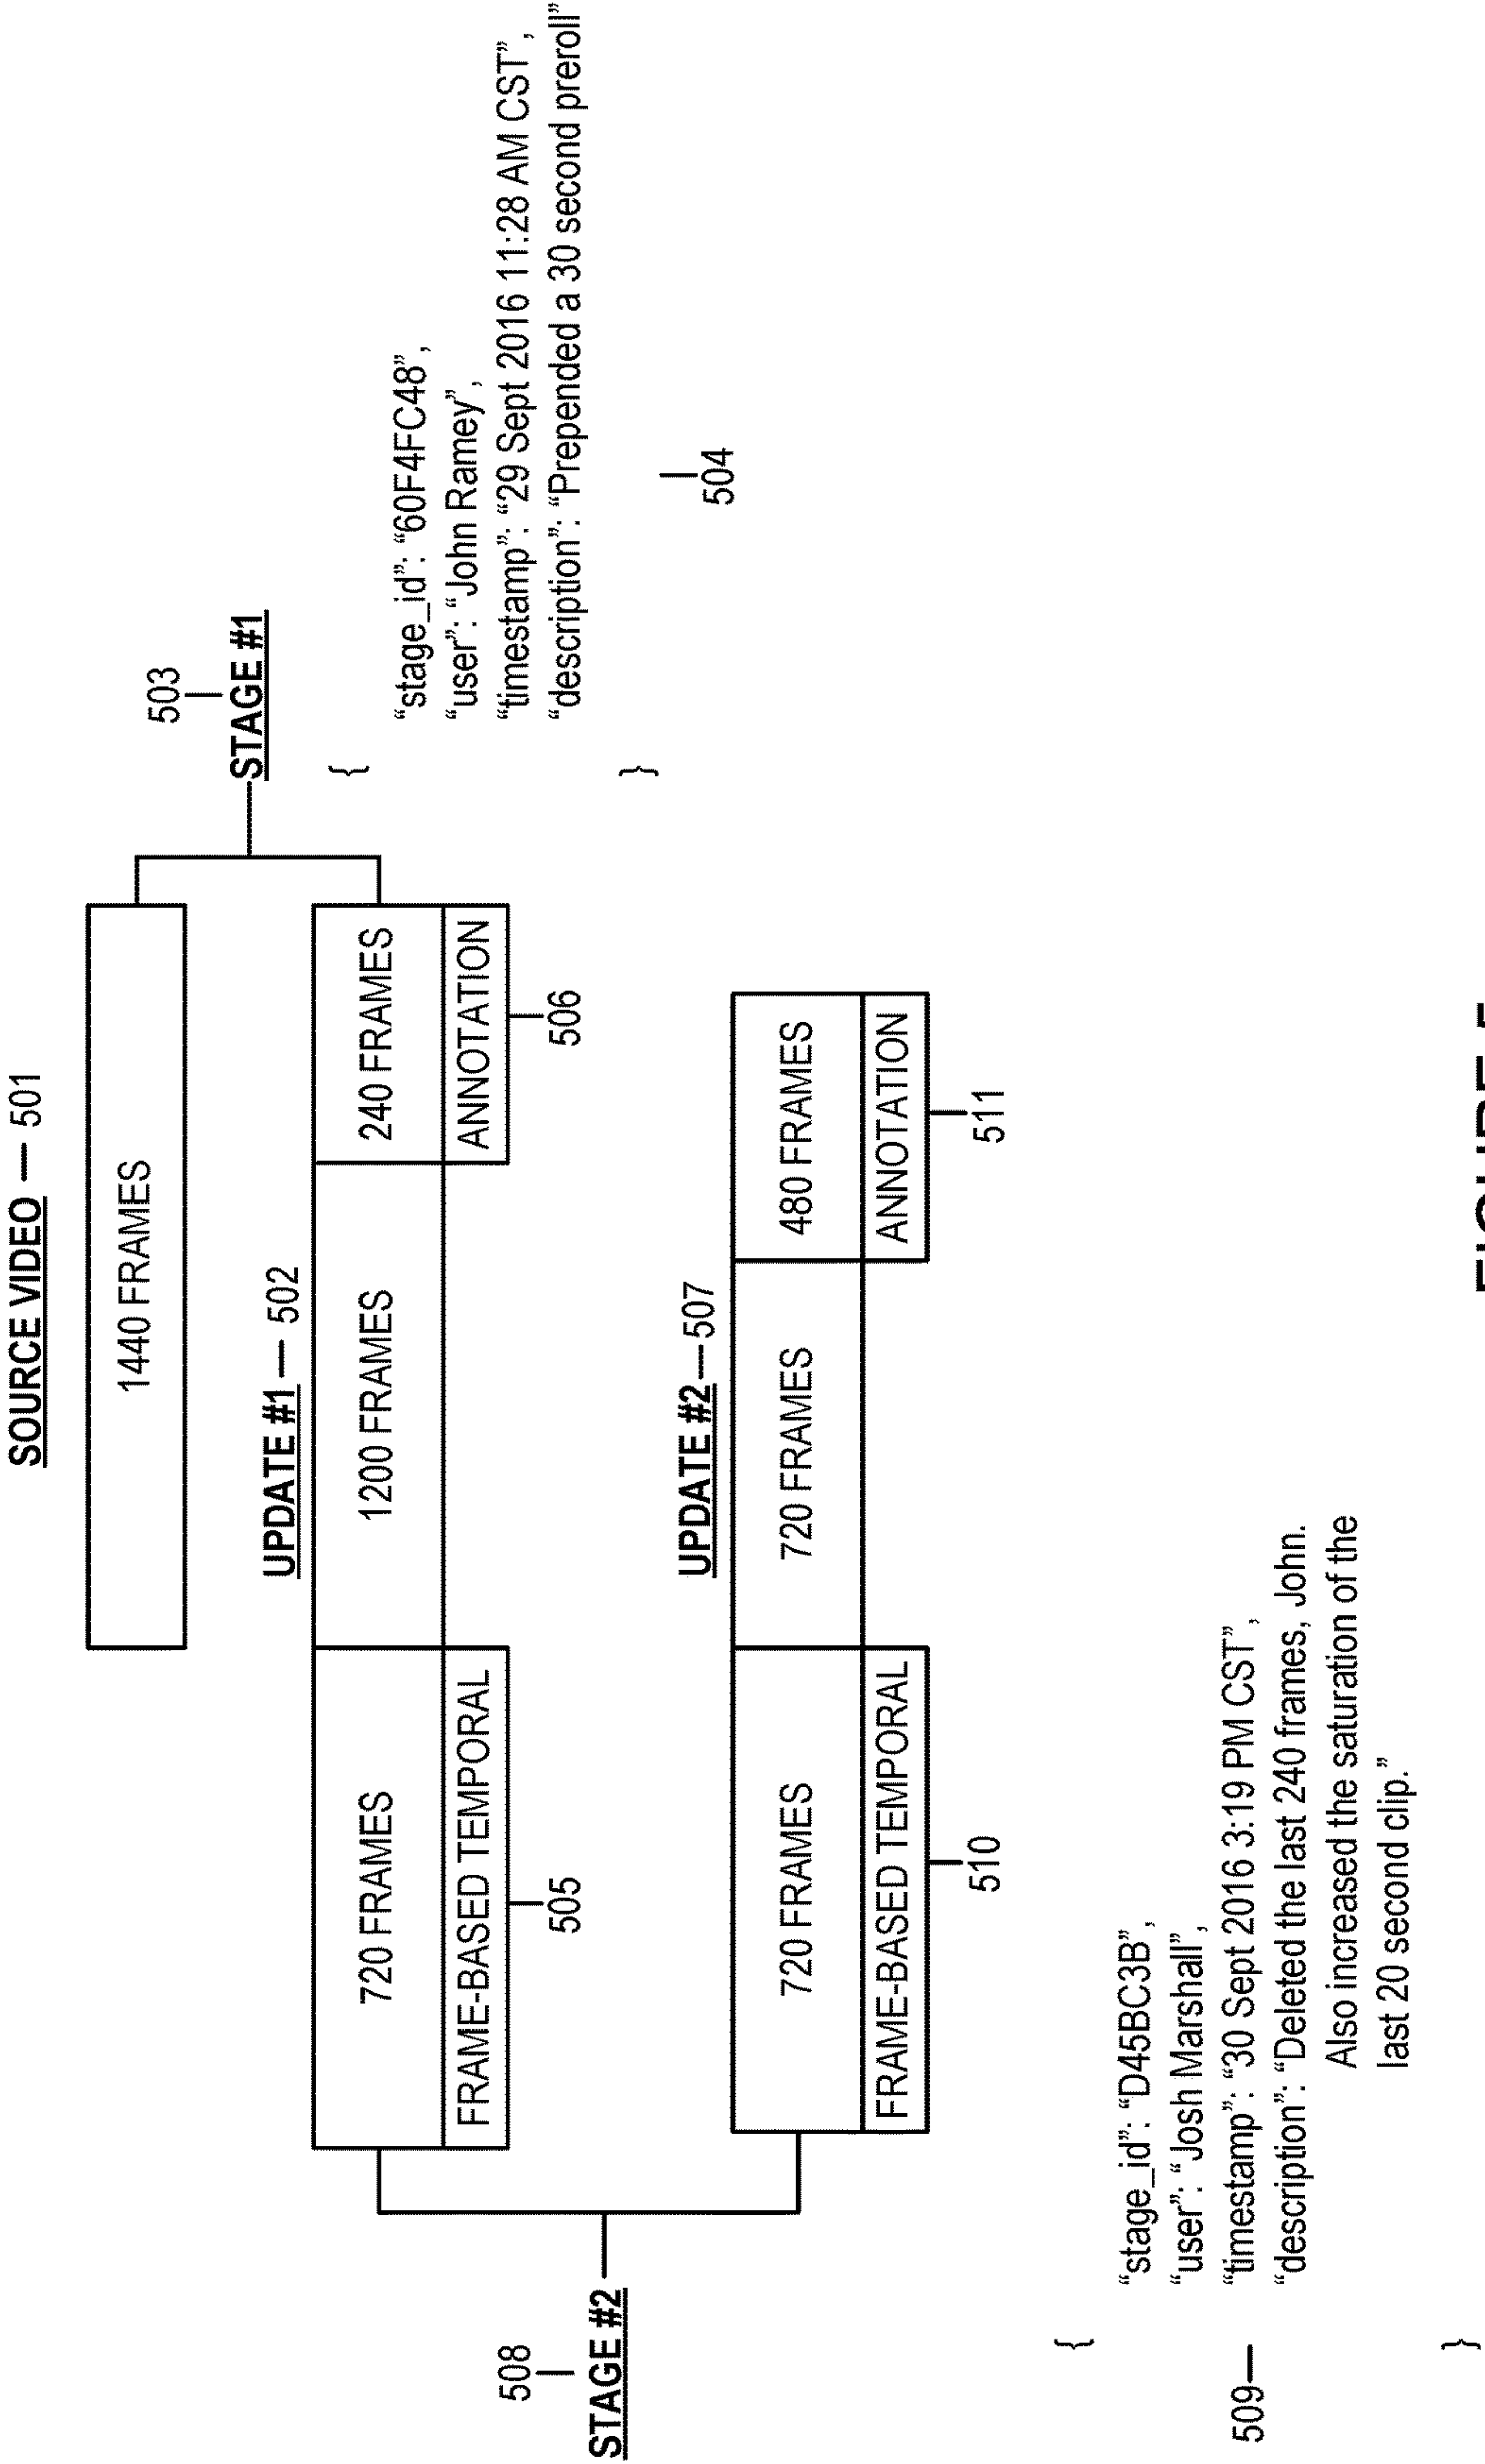 SOURCE VIDEO — 501
1440 FRAMES
503
STAGE #1
UPDATE #1 — 502
720 FRAMES
1200 FRAMES
240 FRAMES
FRAME-BASED TEMPORAL
ANNOTATION
505
506
{
“stage_id”: “60F4FC48”,
“user”: “John Ramey”,
“timestamp”: “29 Sept 2016 11:28 AM CST”,
“description”: “Prepended a 30 second preroll”
}
504
508
STAGE #2
UPDATE #2 — 507
720 FRAMES
720 FRAMES
480 FRAMES
FRAME-BASED TEMPORAL
ANNOTATION
510
511
{
“stage_id”: “D45BC3B”,
“user”: “Josh Marshall”,
509 —
“timestamp”: “30 Sept 2016 3:19 PM CST”,
“description”: “Deleted the last 240 frames, John.
Also increased the saturation of the
last 20 second clip.”
}